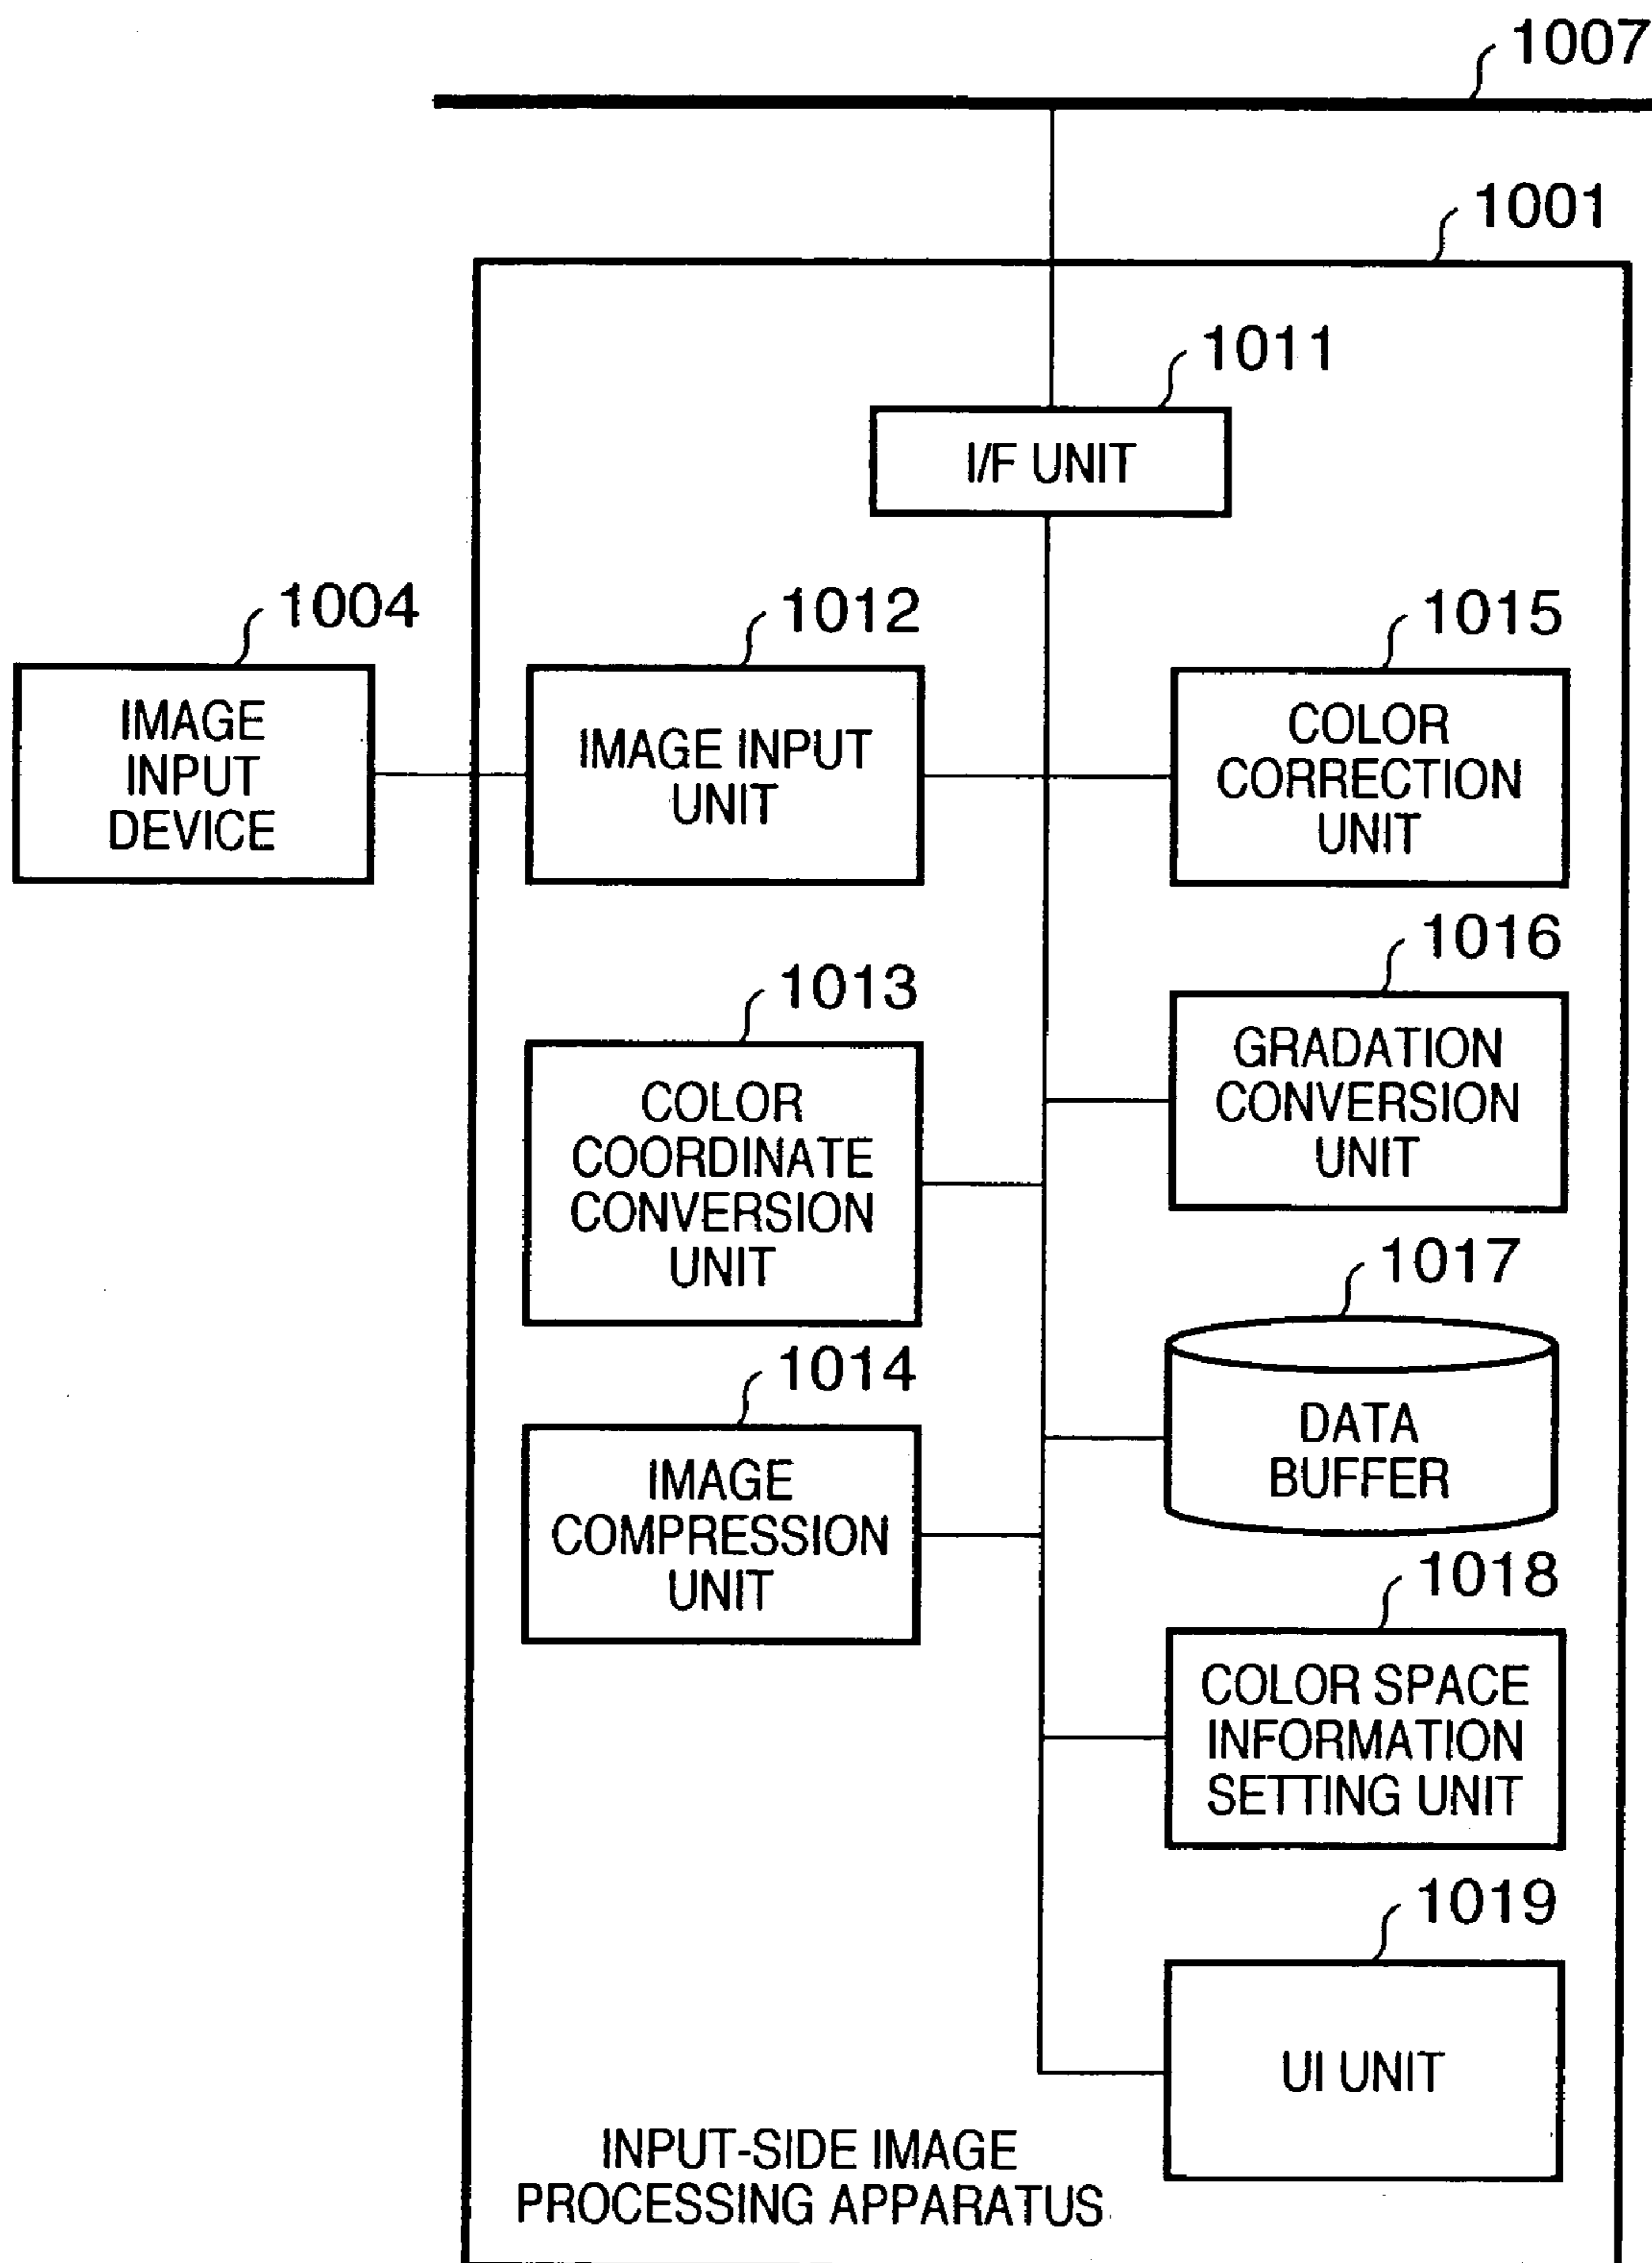 1007
1001
1011
I/F UNIT
1004
IMAGE
INPUT
DEVICE
1012
IMAGE INPUT
UNIT
1015
COLOR
CORRECTION
UNIT
1013
COLOR
COORDINATE
CONVERSION
UNIT
1016
GRADATION
CONVERSION
UNIT
1014
IMAGE
COMPRESSION
UNIT
1017
DATA
BUFFER
1018
COLOR SPACE
INFORMATION
SETTING UNIT
1019
UI UNIT
INPUT-SIDE IMAGE
PROCESSING APPARATUS